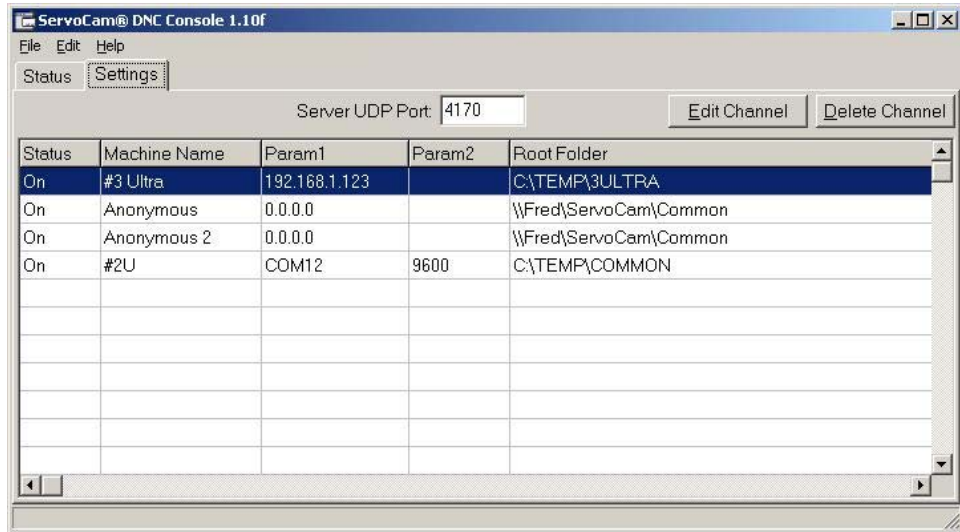 ServoCam® DNC Console 1.10f
File Edit Help
Status Settings
Server UDP Port: 4170 Edit Channel Delete Channel
Status Machine Name Param1 Param2 Root Folder
On #3 Ultra 192.168.1.123 C:\TEMP\3ULTRA
On Anonymous 0.0.0.0 \\Fred\ServoCam\Common
On Anonymous 2 0.0.0.0 \\Fred\ServoCam\Common
On #2U COM12 9600 C:\TEMP\COMMON